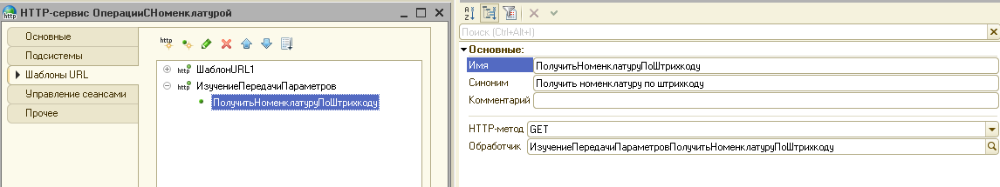 HTTP-сервис ОперацииСНоменклатурой
Основные
Подсистемы
Шаблоны URL
Управление сеансами
Прочее
http
ШаблонURL1
ИзучениеПередачиПараметров
ПолучитьНоменклатуруПоШтрихкоду
Поиск (Ctrl+Alt+I)
Основные:
Имя ПолучитьНоменклатуруПоШтрихкоду
Синоним Получить номенклатуру по штрихкоду
Комментарий
HTTP-метод GET
Обработчик ИзучениеПередачиПараметровПолучитьНоменклатуруПоШтрихкоду